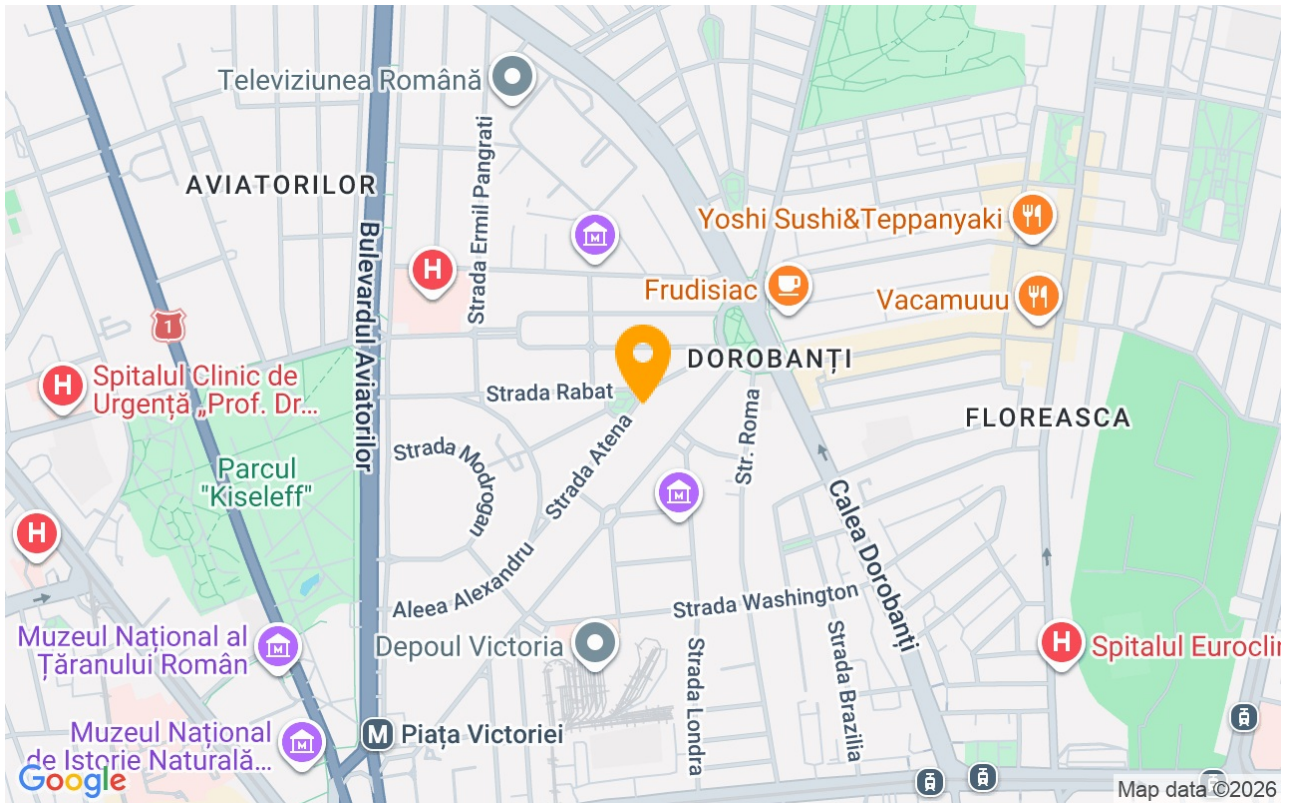 Televiziunea Română
Strada Ermil Pangrati
AVIATORILOR
Bulevardul Aviatorilor
Yoshi Sushi&Teppanyaki
H
Frudisiac
Vacamuuu
1
DOROBANȚI
H
Spitalul Clinic de
Urgență „Prof. Dr...
Strada Rabat
FLOREASCA
Strada Atena
Str. Roma
Strada Modrogan
Parcul
"Kiseleff"
H
Calea Dorobanți
Aleea Alexandru
Strada Washington
Muzeul Național al
Țăranului Român
Depoul Victoria
Strada Londra
Strada Brazilia
H
Spitalul Euroclin
Muzeul Național
de Istorie Naturală...
M
Piața Victoriei
Google
Map data ©2026